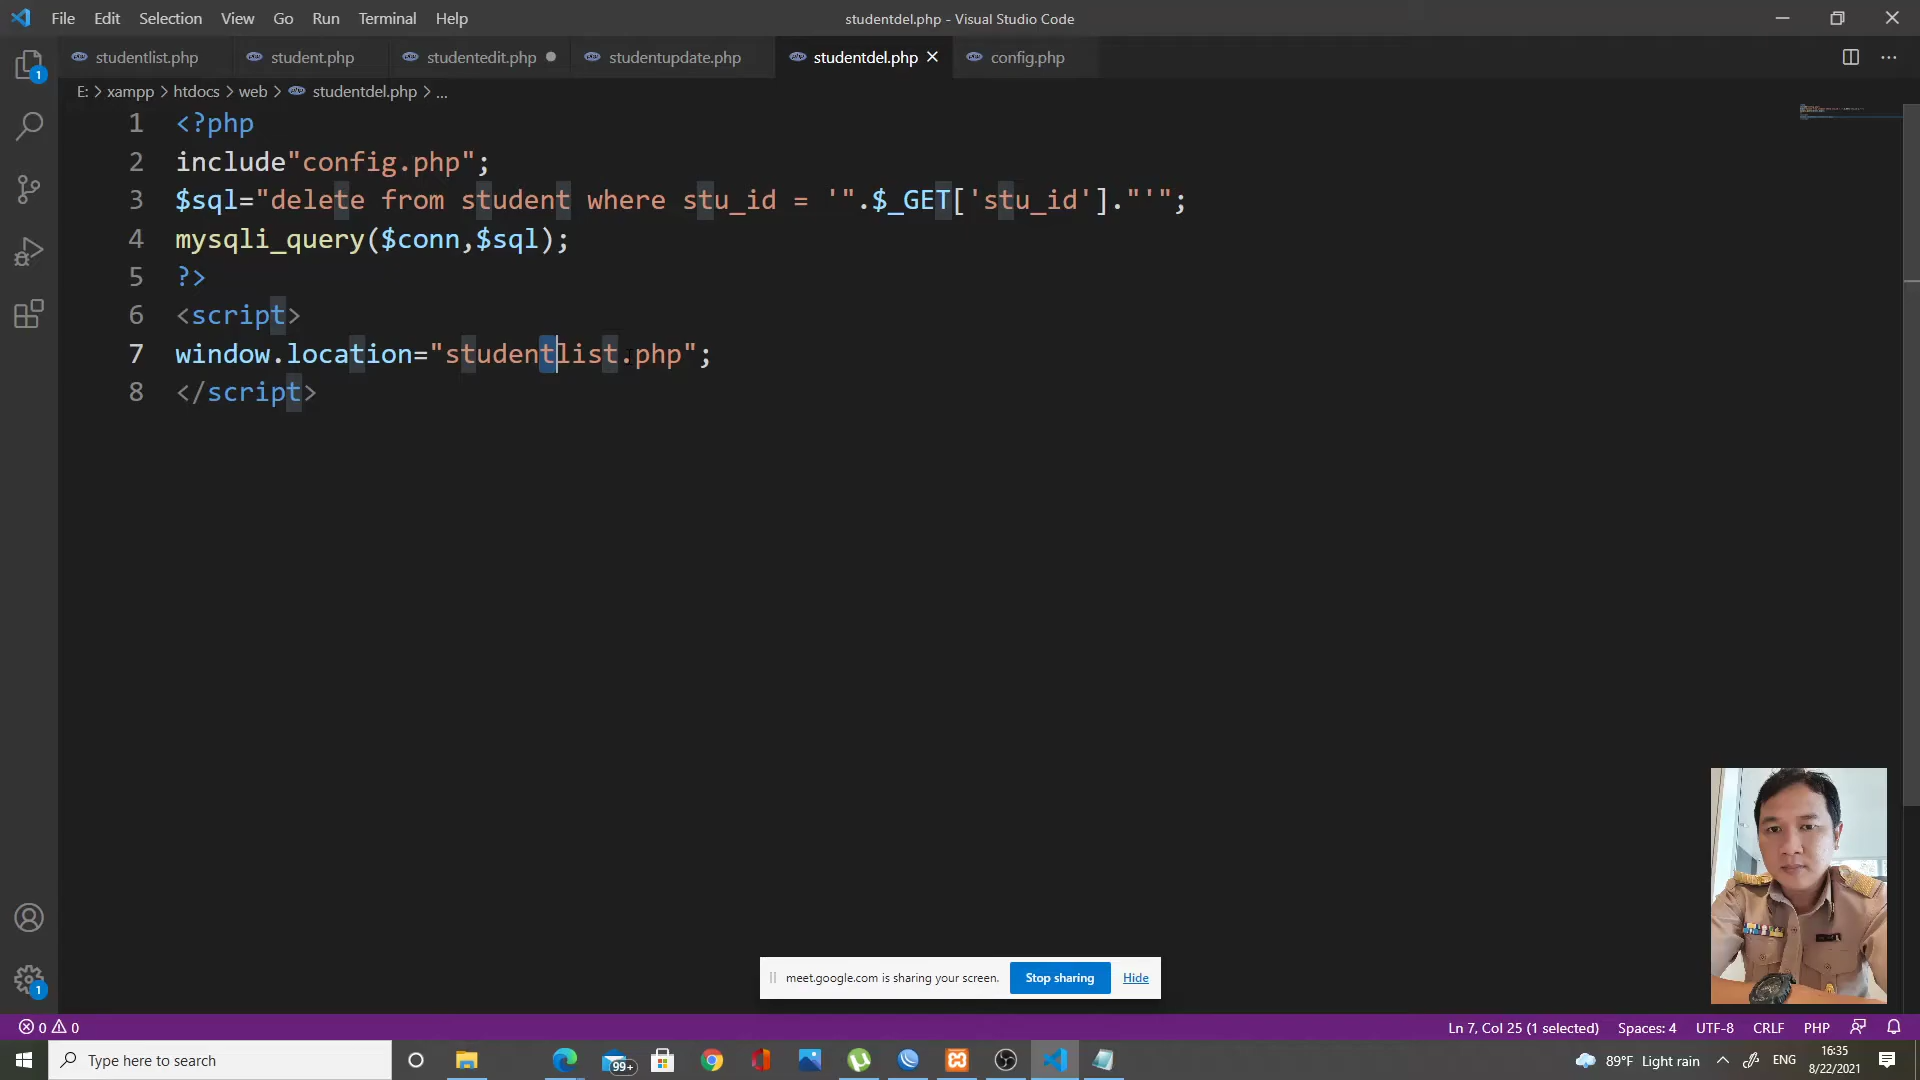 File Edit Selection View Go Run Terminal Help
studentdel.php - Visual Studio Code
studentlist.php student.php studentedit.php studentupdate.php studentdel.php config.php
E: > xampp > htdocs > web > studentdel.php > ...
1 <?php
2 include"config.php";
3 $sql="delete from student where stu_id = '".$_GET['stu_id']."'";
4 mysqli_query($conn,$sql);
5 ?>
6 <script>
7 window.location="studentlist.php";
8 </script>
1
1
meet.google.com is sharing your screen. Stop sharing Hide
0 0
Ln 7, Col 25 (1 selected) Spaces: 4 UTF-8 CRLF PHP
Type here to search
99+
89°F Light rain
ENG
16:35
8/22/2021